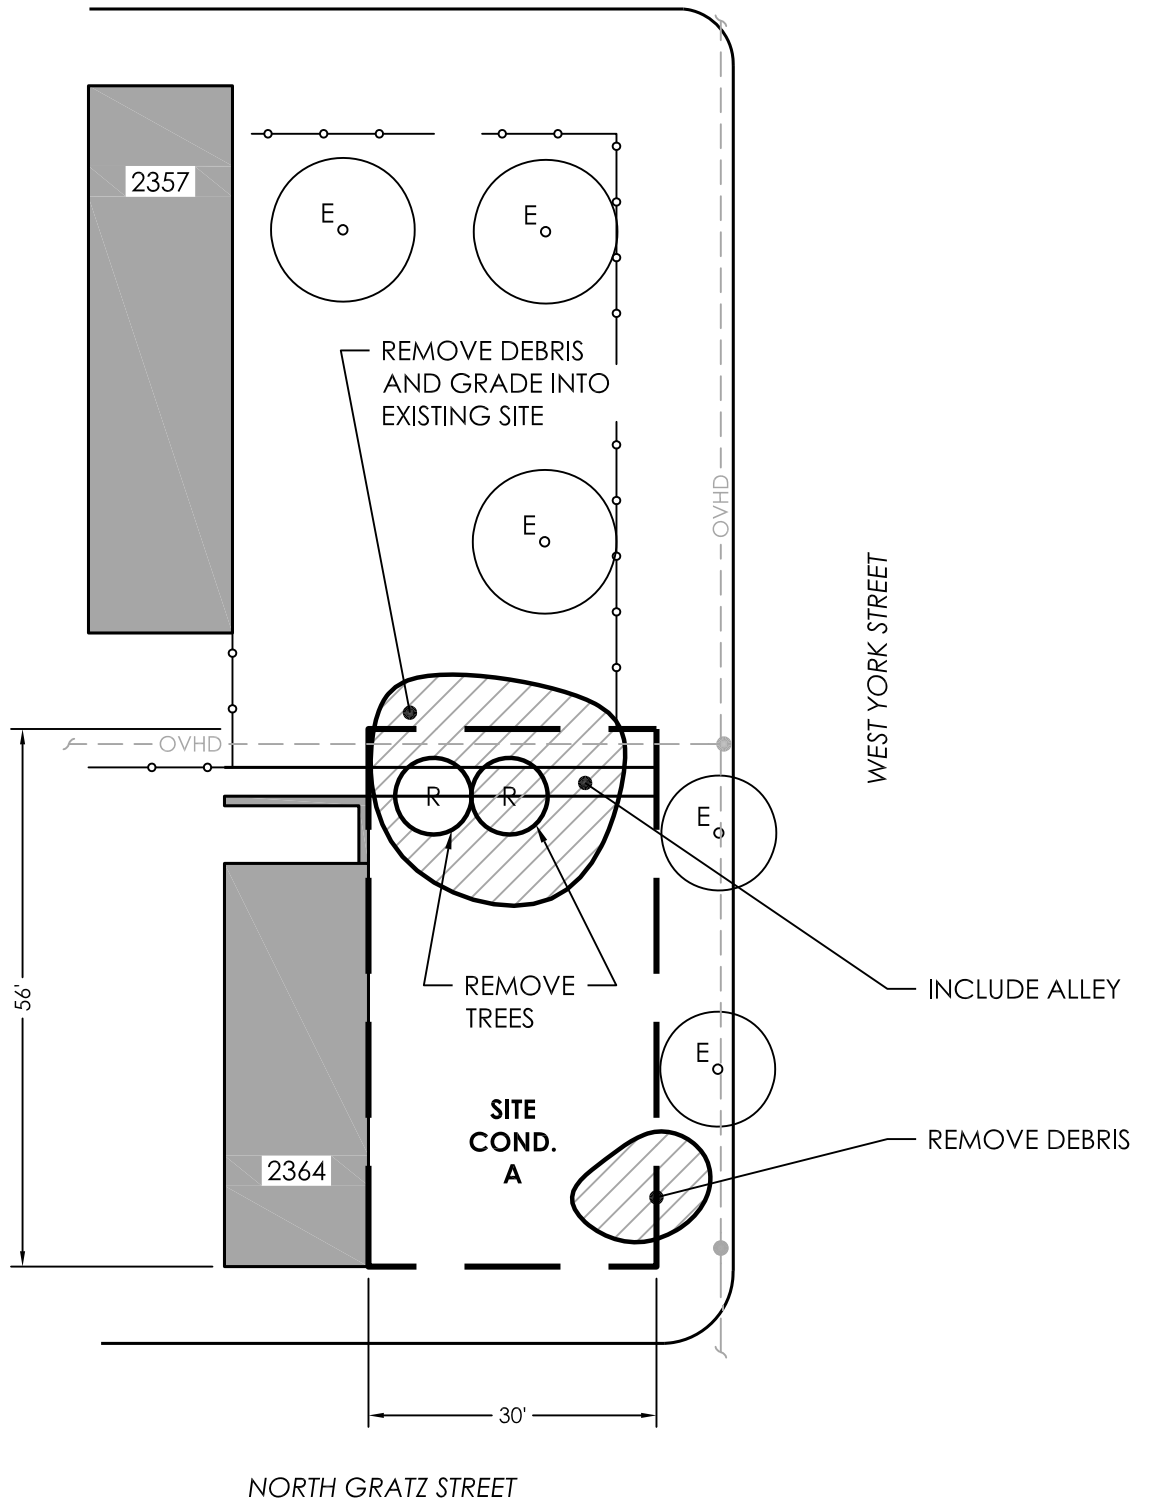 2357
E
E
REMOVE DEBRIS
AND GRADE INTO
EXISTING SITE
OVHD
E
WEST YORK STREET
OVHD
R
R
E
REMOVE
TREES
INCLUDE ALLEY
56'
E
SITE
COND.
A
REMOVE DEBRIS
2364
30'
NORTH GRATZ STREET